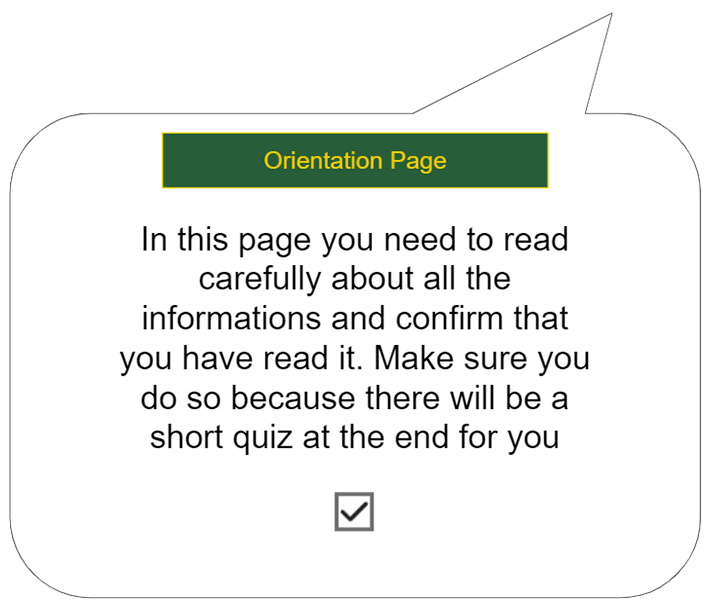 Orientation Page
In this page you need to read
carefully about all the
informations and confirm that
you have read it. Make sure you
do so because there will be a
short quiz at the end for you